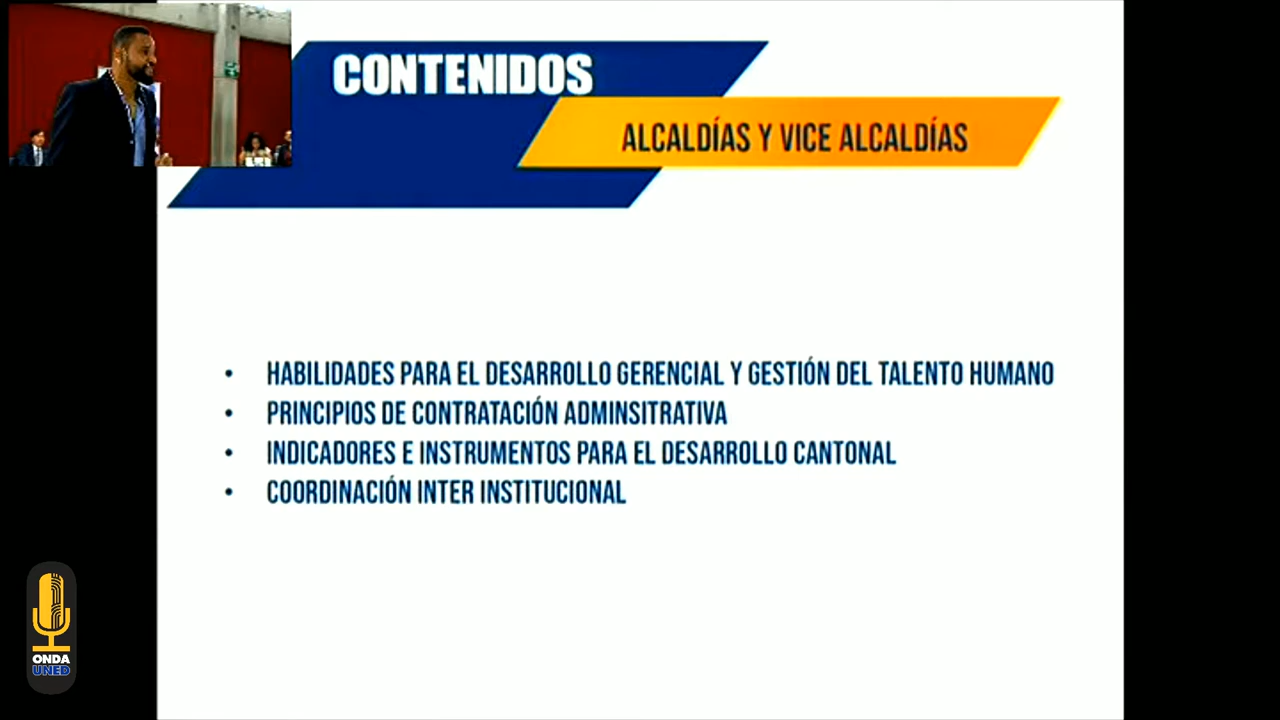 CONTENIDOS
ALCALDÍAS Y VICE ALCALDÍAS
• HABILIDADES PARA EL DESARROLLO GERENCIAL Y GESTIÓN DEL TALENTO HUMANO
• PRINCIPIOS DE CONTRATACIÓN ADMINSITRATIVA
• INDICADORES E INSTRUMENTOS PARA EL DESARROLLO CANTONAL
• COORDINACIÓN INTER INSTITUCIONAL
ONDA
UNED